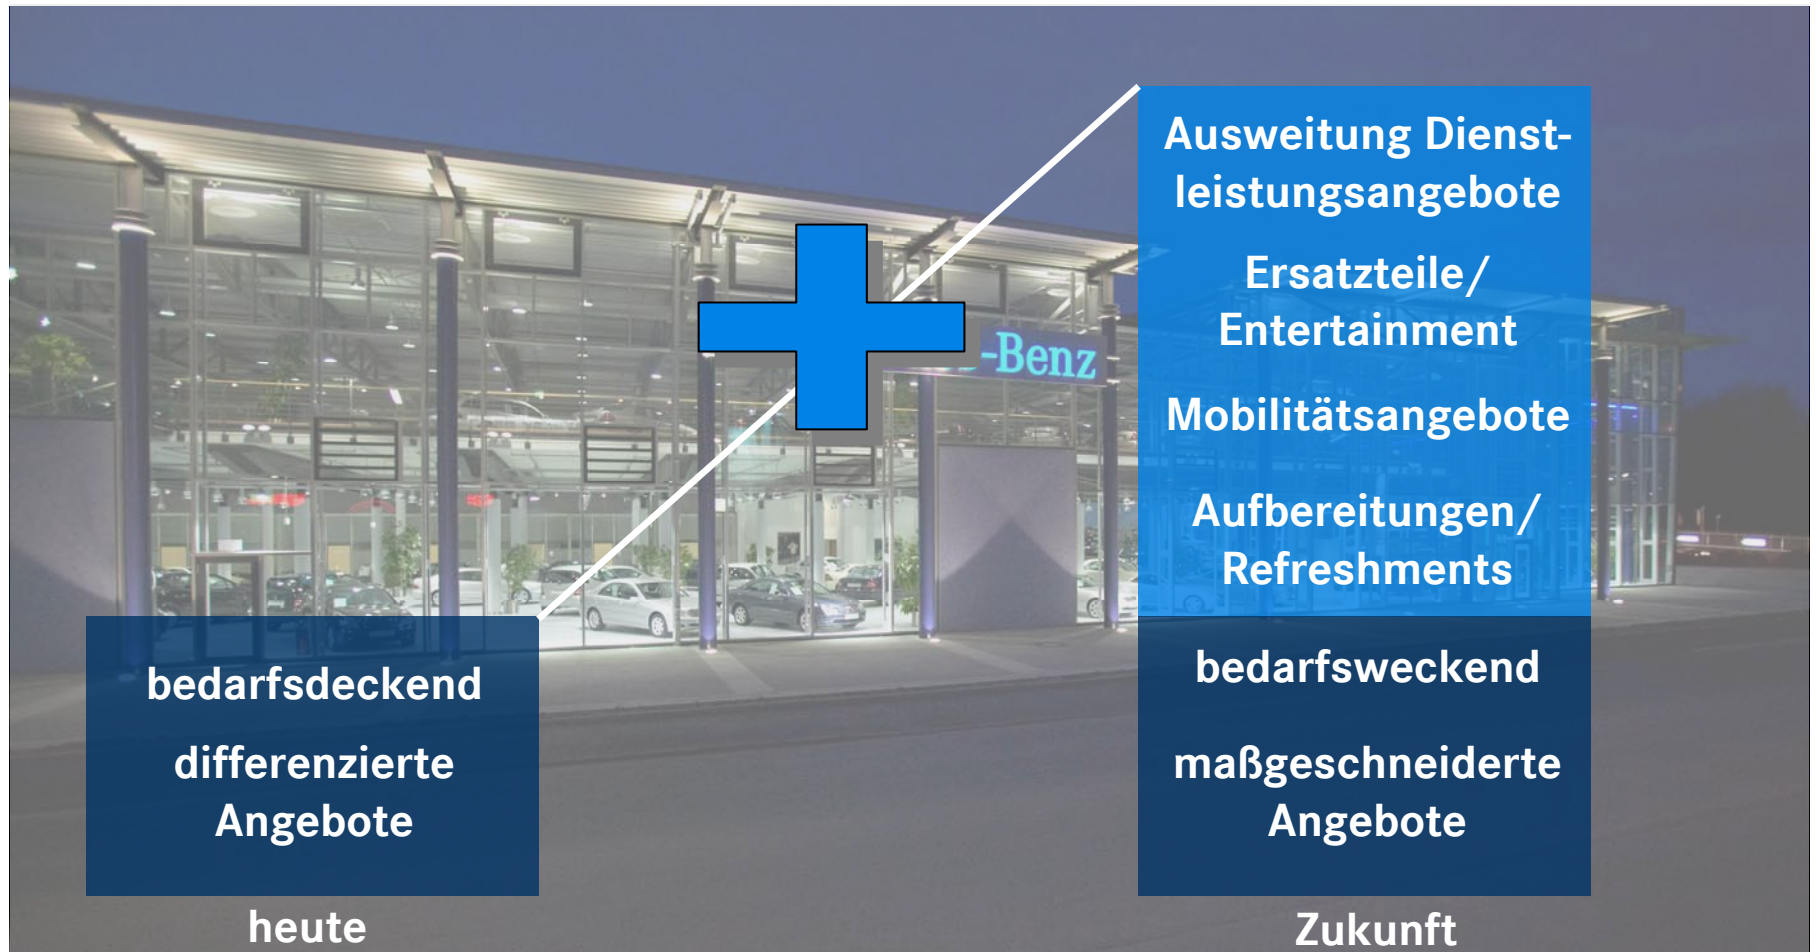 Ausweitung Dienst-
leistungsangebote
Ersatzteile/
Entertainment
-Benz
Mobilitätsangebote
Aufbereitungen/
Refreshments
bedarfsdeckend
differenzierte
Angebote
heute
bedarfsweckend
maßgeschneiderte
Angebote
Zukunft